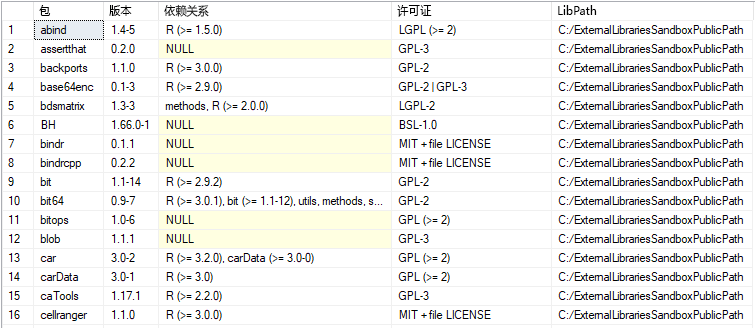 包 版本 依赖关系 许可证 LibPath
1 abind 1.4-5 R (>= 1.5.0) LGPL (>= 2) C:/ExternalLibrariesSandboxPublicPath
2 assertthat 0.2.0 NULL GPL-3 C:/ExternalLibrariesSandboxPublicPath
3 backports 1.1.0 R (>= 3.0.0) GPL-2 C:/ExternalLibrariesSandboxPublicPath
4 base64enc 0.1-3 R (>= 2.9.0) GPL-2 | GPL-3 C:/ExternalLibrariesSandboxPublicPath
5 bdsmatrix 1.3-3 methods, R (>= 2.0.0) LGPL-2 C:/ExternalLibrariesSandboxPublicPath
6 BH 1.66.0-1 NULL BSL-1.0 C:/ExternalLibrariesSandboxPublicPath
7 bindr 0.1.1 NULL MIT + file LICENSE C:/ExternalLibrariesSandboxPublicPath
8 bindrcpp 0.2.2 NULL MIT + file LICENSE C:/ExternalLibrariesSandboxPublicPath
9 bit 1.1-14 R (>= 2.9.2) GPL-2 C:/ExternalLibrariesSandboxPublicPath
10 bit64 0.9-7 R (>= 3.0.1), bit (>= 1.1-12), utils, methods, s... GPL-2 C:/ExternalLibrariesSandboxPublicPath
11 bitops 1.0-6 NULL GPL (>= 2) C:/ExternalLibrariesSandboxPublicPath
12 blob 1.1.1 NULL GPL-3 C:/ExternalLibrariesSandboxPublicPath
13 car 3.0-2 R (>= 3.2.0), carData (>= 3.0-0) GPL (>= 2) C:/ExternalLibrariesSandboxPublicPath
14 carData 3.0-1 R (>= 3.0) GPL (>= 2) C:/ExternalLibrariesSandboxPublicPath
15 caTools 1.17.1 R (>= 2.2.0) GPL-3 C:/ExternalLibrariesSandboxPublicPath
16 cellranger 1.1.0 R (>= 3.0.0) MIT + file LICENSE C:/ExternalLibrariesSandboxPublicPath